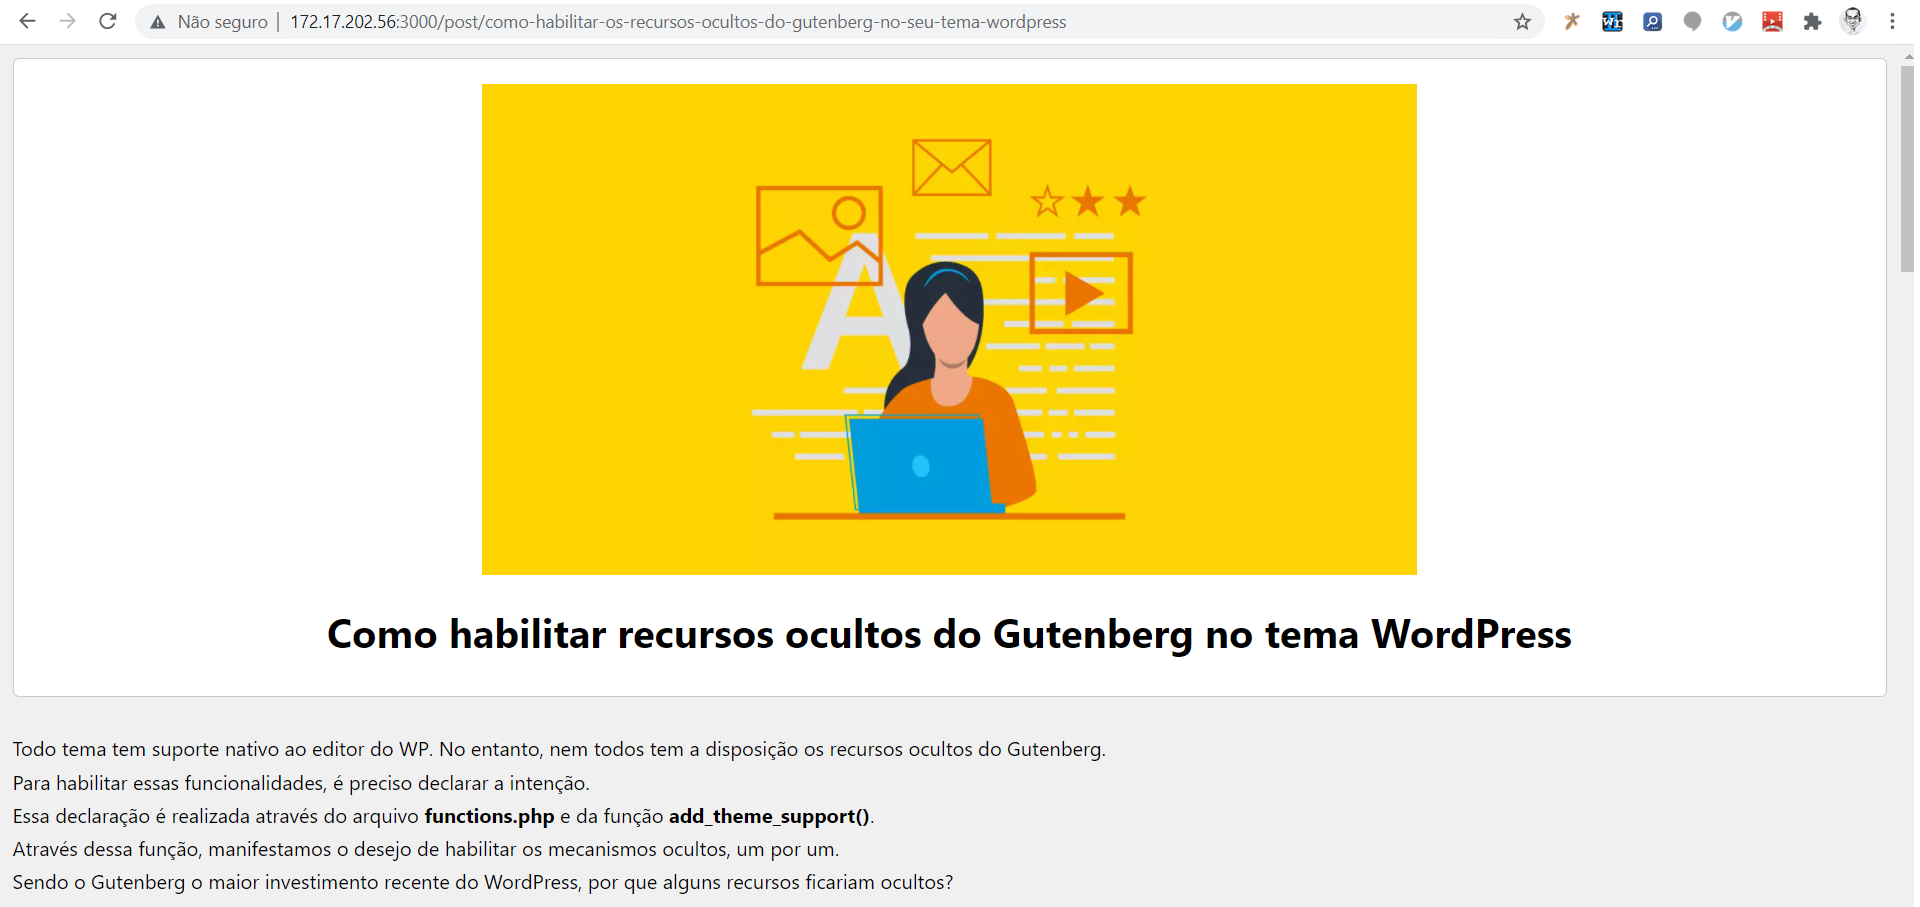 Não seguro
172.17.202.56:3000/post/como-habilitar-os-recursos-ocultos-do-gutenberg-no-seu-tema-wordpress
A
Como habilitar recursos ocultos do Gutenberg no tema WordPress
Todo tema tem suporte nativo ao editor do WP. No entanto, nem todos tem a disposição os recursos ocultos do Gutenberg.
Para habilitar essas funcionalidades, é preciso declarar a intenção.
Essa declaração é realizada através do arquivo functions.php e da função add_theme_support().
Através dessa função, manifestamos o desejo de habilitar os mecanismos ocultos, um por um.
Sendo o Gutenberg o maior investimento recente do WordPress, por que alguns recursos ficariam ocultos?